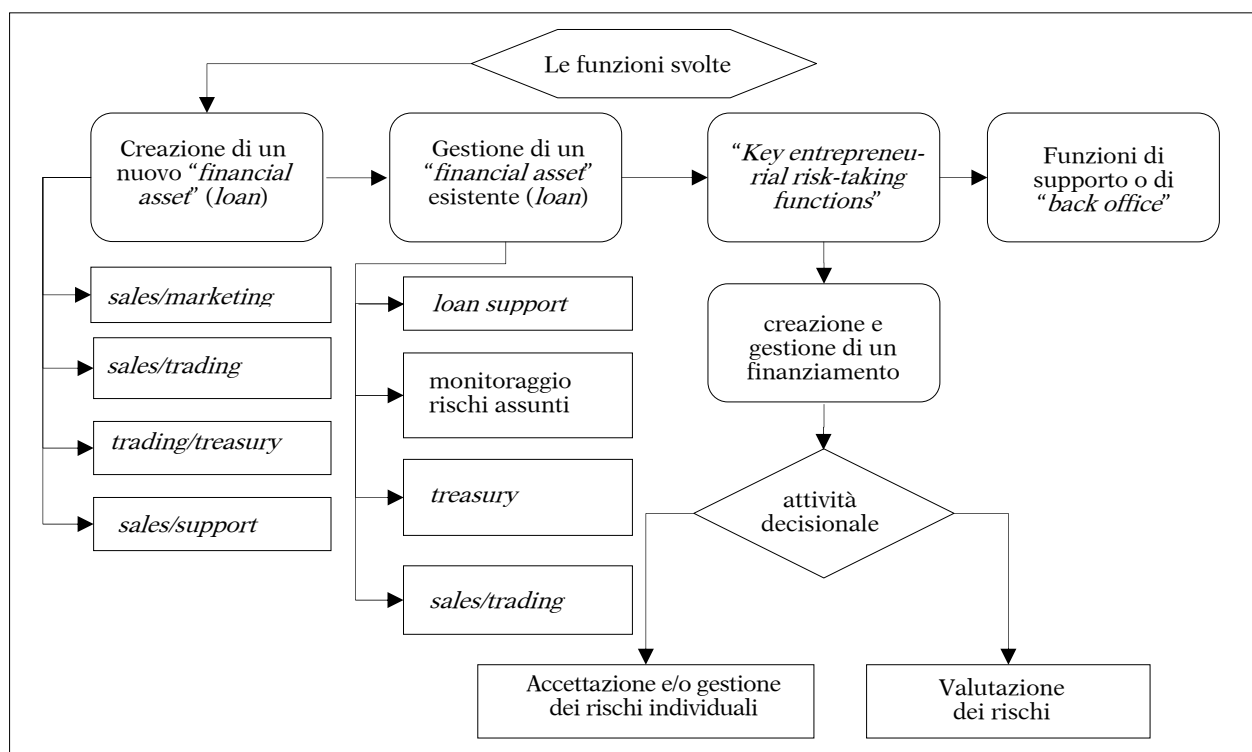 Le funzioni svolte
Creazione di un
nuovo “financial
asset” (loan)
Gestione di un
“financial asset”
esistente (loan)
“Key entrepreneu-
rial risk-taking
functions”
Funzioni di
supporto o di
“back office”
sales/marketing
sales/trading
trading/treasury
sales/support
loan support
monitoraggio
rischi assunti
treasury
sales/trading
creazione e
gestione di un
finanziamento
attività
decisionale
Accettazione e/o gestione
dei rischi individuali
Valutazione
dei rischi